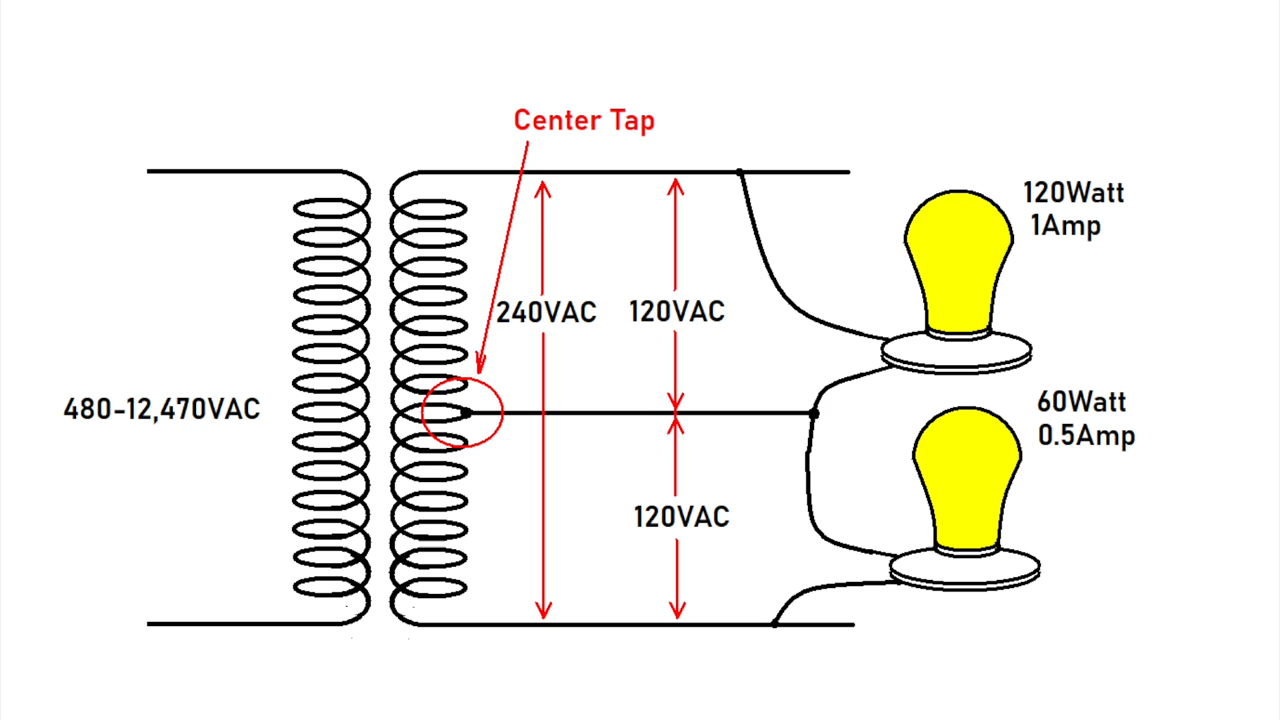 Center Tap
120Watt
1Amp
240VAC
120VAC
480-12,470VAC
60Watt
0.5Amp
120VAC